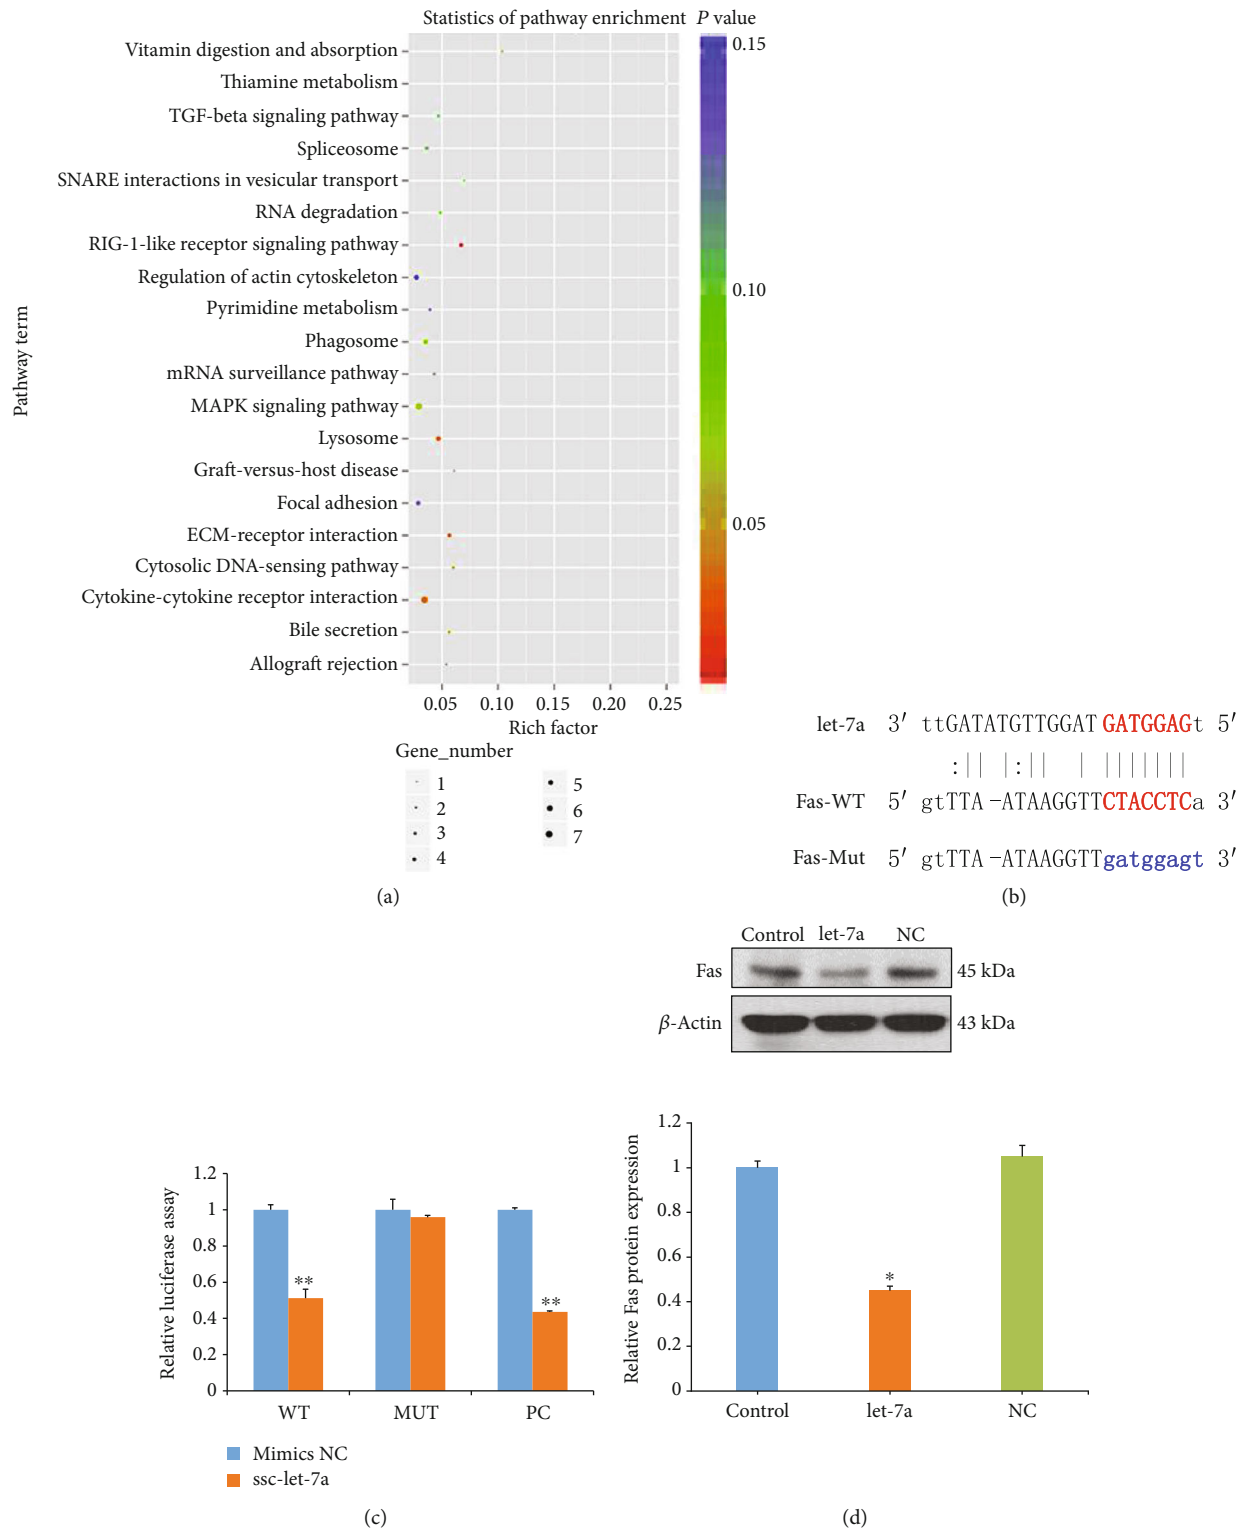 Statistics of pathway enrichment P value
Pathway term
Vitamin digestion and absorption
Thiamine metabolism
TGF-beta signaling pathway
Spliceosome
SNARE interactions in vesicular transport
RNA degradation
RIG-1-like receptor signaling pathway
Regulation of actin cytoskeleton
Pyrimidine metabolism
Phagosome
mRNA surveillance pathway
MAPK signaling pathway
Lysosome
Graft-versus-host disease
Focal adhesion
ECM-receptor interaction
Cytosolic DNA-sensing pathway
Cytokine-cytokine receptor interaction
Bile secretion
Allograft rejection
0.15
0.10
0.05
0.05 0.10 0.15 0.20 0.25
Rich factor
Gene_number
1
2
3
4
5
6
7
(a)
let-7a 3′ ttGATATGTTGGAT GATGGAGt 5′
Fas-WT 5′ gtTTA -ATAAGGTTCTACCTCa 3′
Fas-Mut 5′ gtTTA -ATAAGGTTgatggagt 3′
(b)
Control let-7a NC
Fas 45 kDa
β-Actin 43 kDa
Relative luciferase assay
1.2
1
0.8
0.6
0.4
0.2
0
**
**
WT MUT PC
Mimics NC
ssc-let-7a
(c)
Relative Fas protein expression
1.2
1
0.8
0.6
0.4
0.2
0
*
Control let-7a NC
(d)